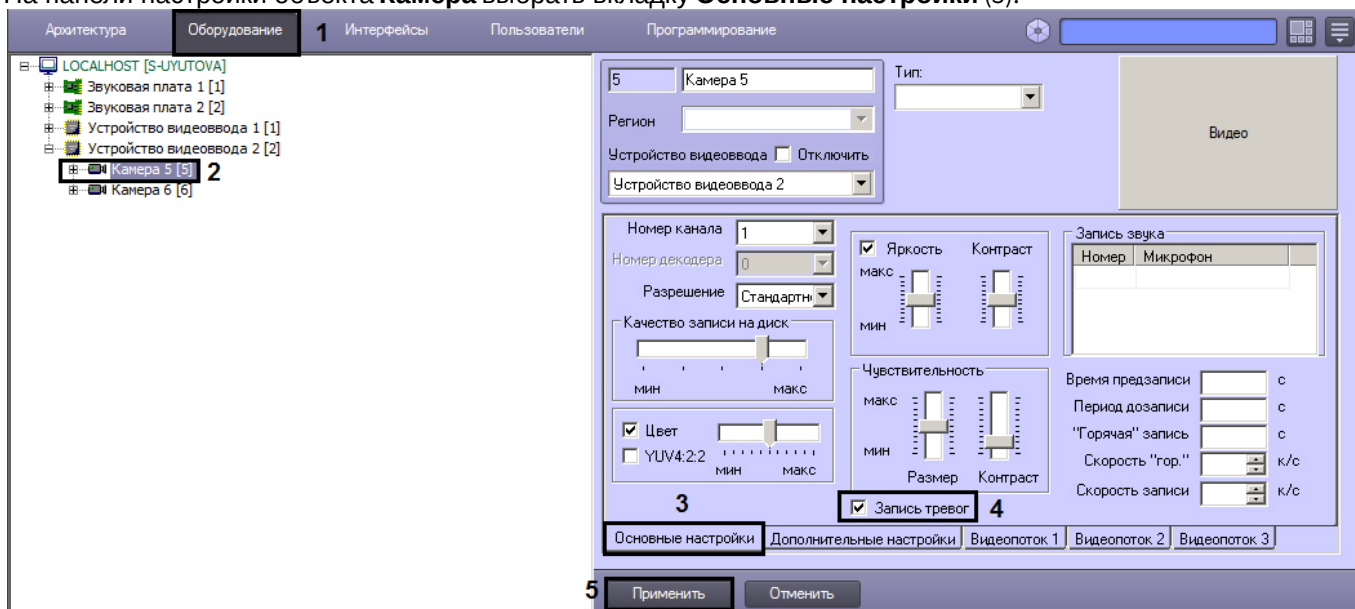 На панели настройки объекта Камера выбрать вкладку Основные настройки (3).
Архитектура Оборудование 1 Интерфейсы Пользователи Программирование
LOCALHOST [S-UYUTOVA]
Звуковая плата 1 [1]
Звуковая плата 2 [2]
Устройство видеоввода 1 [1]
Устройство видеоввода 2 [2]
Камера 5 [5] 2
Камера 6 [6]
5 Камера 5
Тип:
Регион
Устройство видеоввода Отключить
Устройство видеоввода 2
Видео
Номер канала 1
Номер декодера 0
Разрешение Стандартн
Качество записи на диск
мин макс
Цвет
YUV4:2:2
мин макс
Яркость Контраст
макс
мин
Чувствительность
макс
мин
Размер Контраст
Запись тревог 4
Запись звука
Номер Микрофон
Время предзаписи с
Период дозаписи с
"Горячая" запись с
Скорость "гор." к/с
Скорость записи к/с
3
Основные настройки Дополнительные настройки Видеопоток 1 Видеопоток 2 Видеопоток 3
5 Применить Отменить